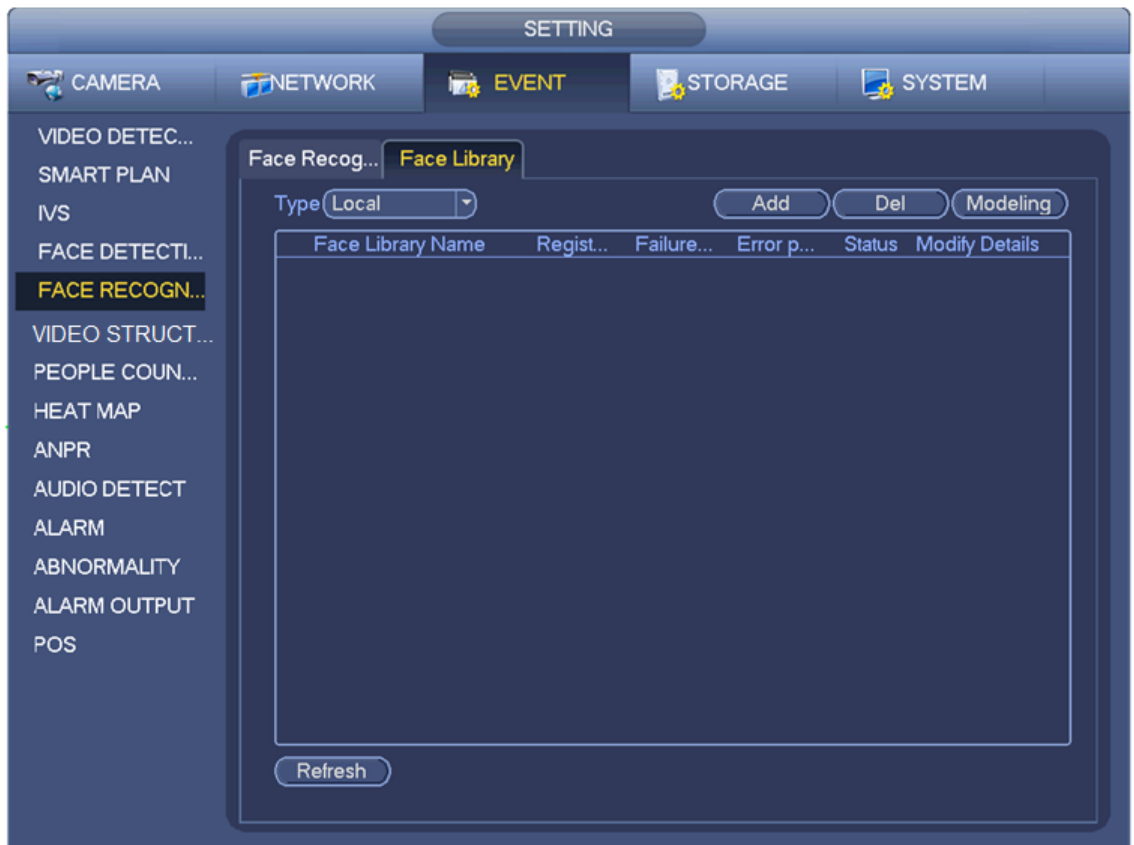 SETTING
CAMERA NETWORK EVENT STORAGE SYSTEM
VIDEO DETEC...
SMART PLAN
IVS
FACE DETECTI...
FACE RECOGN...
VIDEO STRUCT...
PEOPLE COUN...
HEAT MAP
ANPR
AUDIO DETECT
ALARM
ABNORMALITY
ALARM OUTPUT
POS
Face Recog... Face Library
Type Local Add Del Modeling
Face Library Name Regist... Failure... Error p... Status Modify Details
Refresh